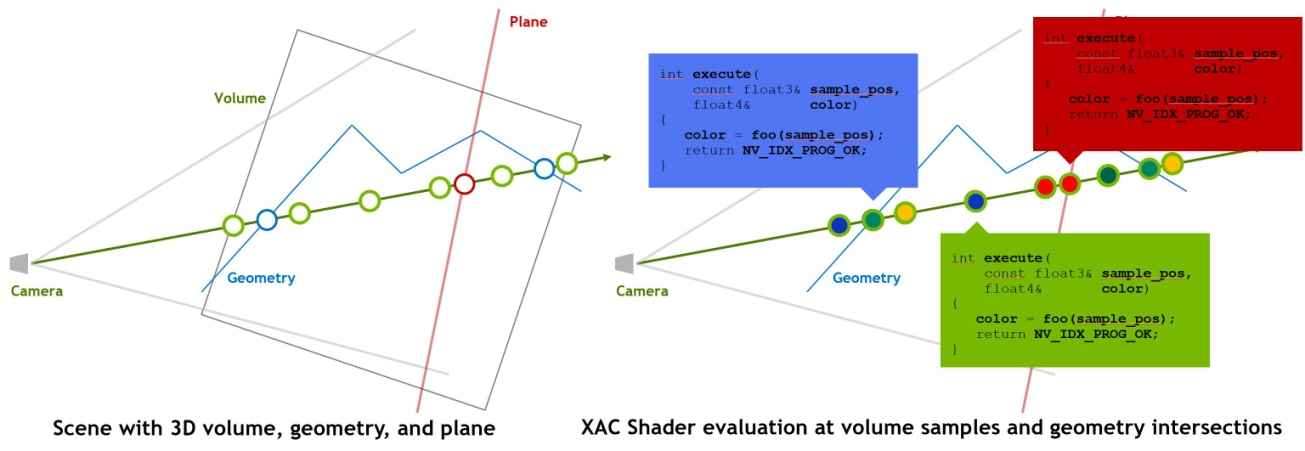 Plane
Volume
Geometry
Camera
Scene with 3D volume, geometry, and plane
int execute(
const float3& sample_pos,
float4& color)
{
color = foo(sample_pos);
return NV_IDX_PROG_OK;
}
int execute(
const float3& sample_pos,
float4& color)
{
color = foo(sample_pos);
return NV_IDX_PROG_OK;
}
Geometry
Camera
int execute(
const float3& sample_pos,
float4& color)
{
color = foo(sample_pos);
return NV_IDX_PROG_OK;
}
XAC Shader evaluation at volume samples and geometry intersections